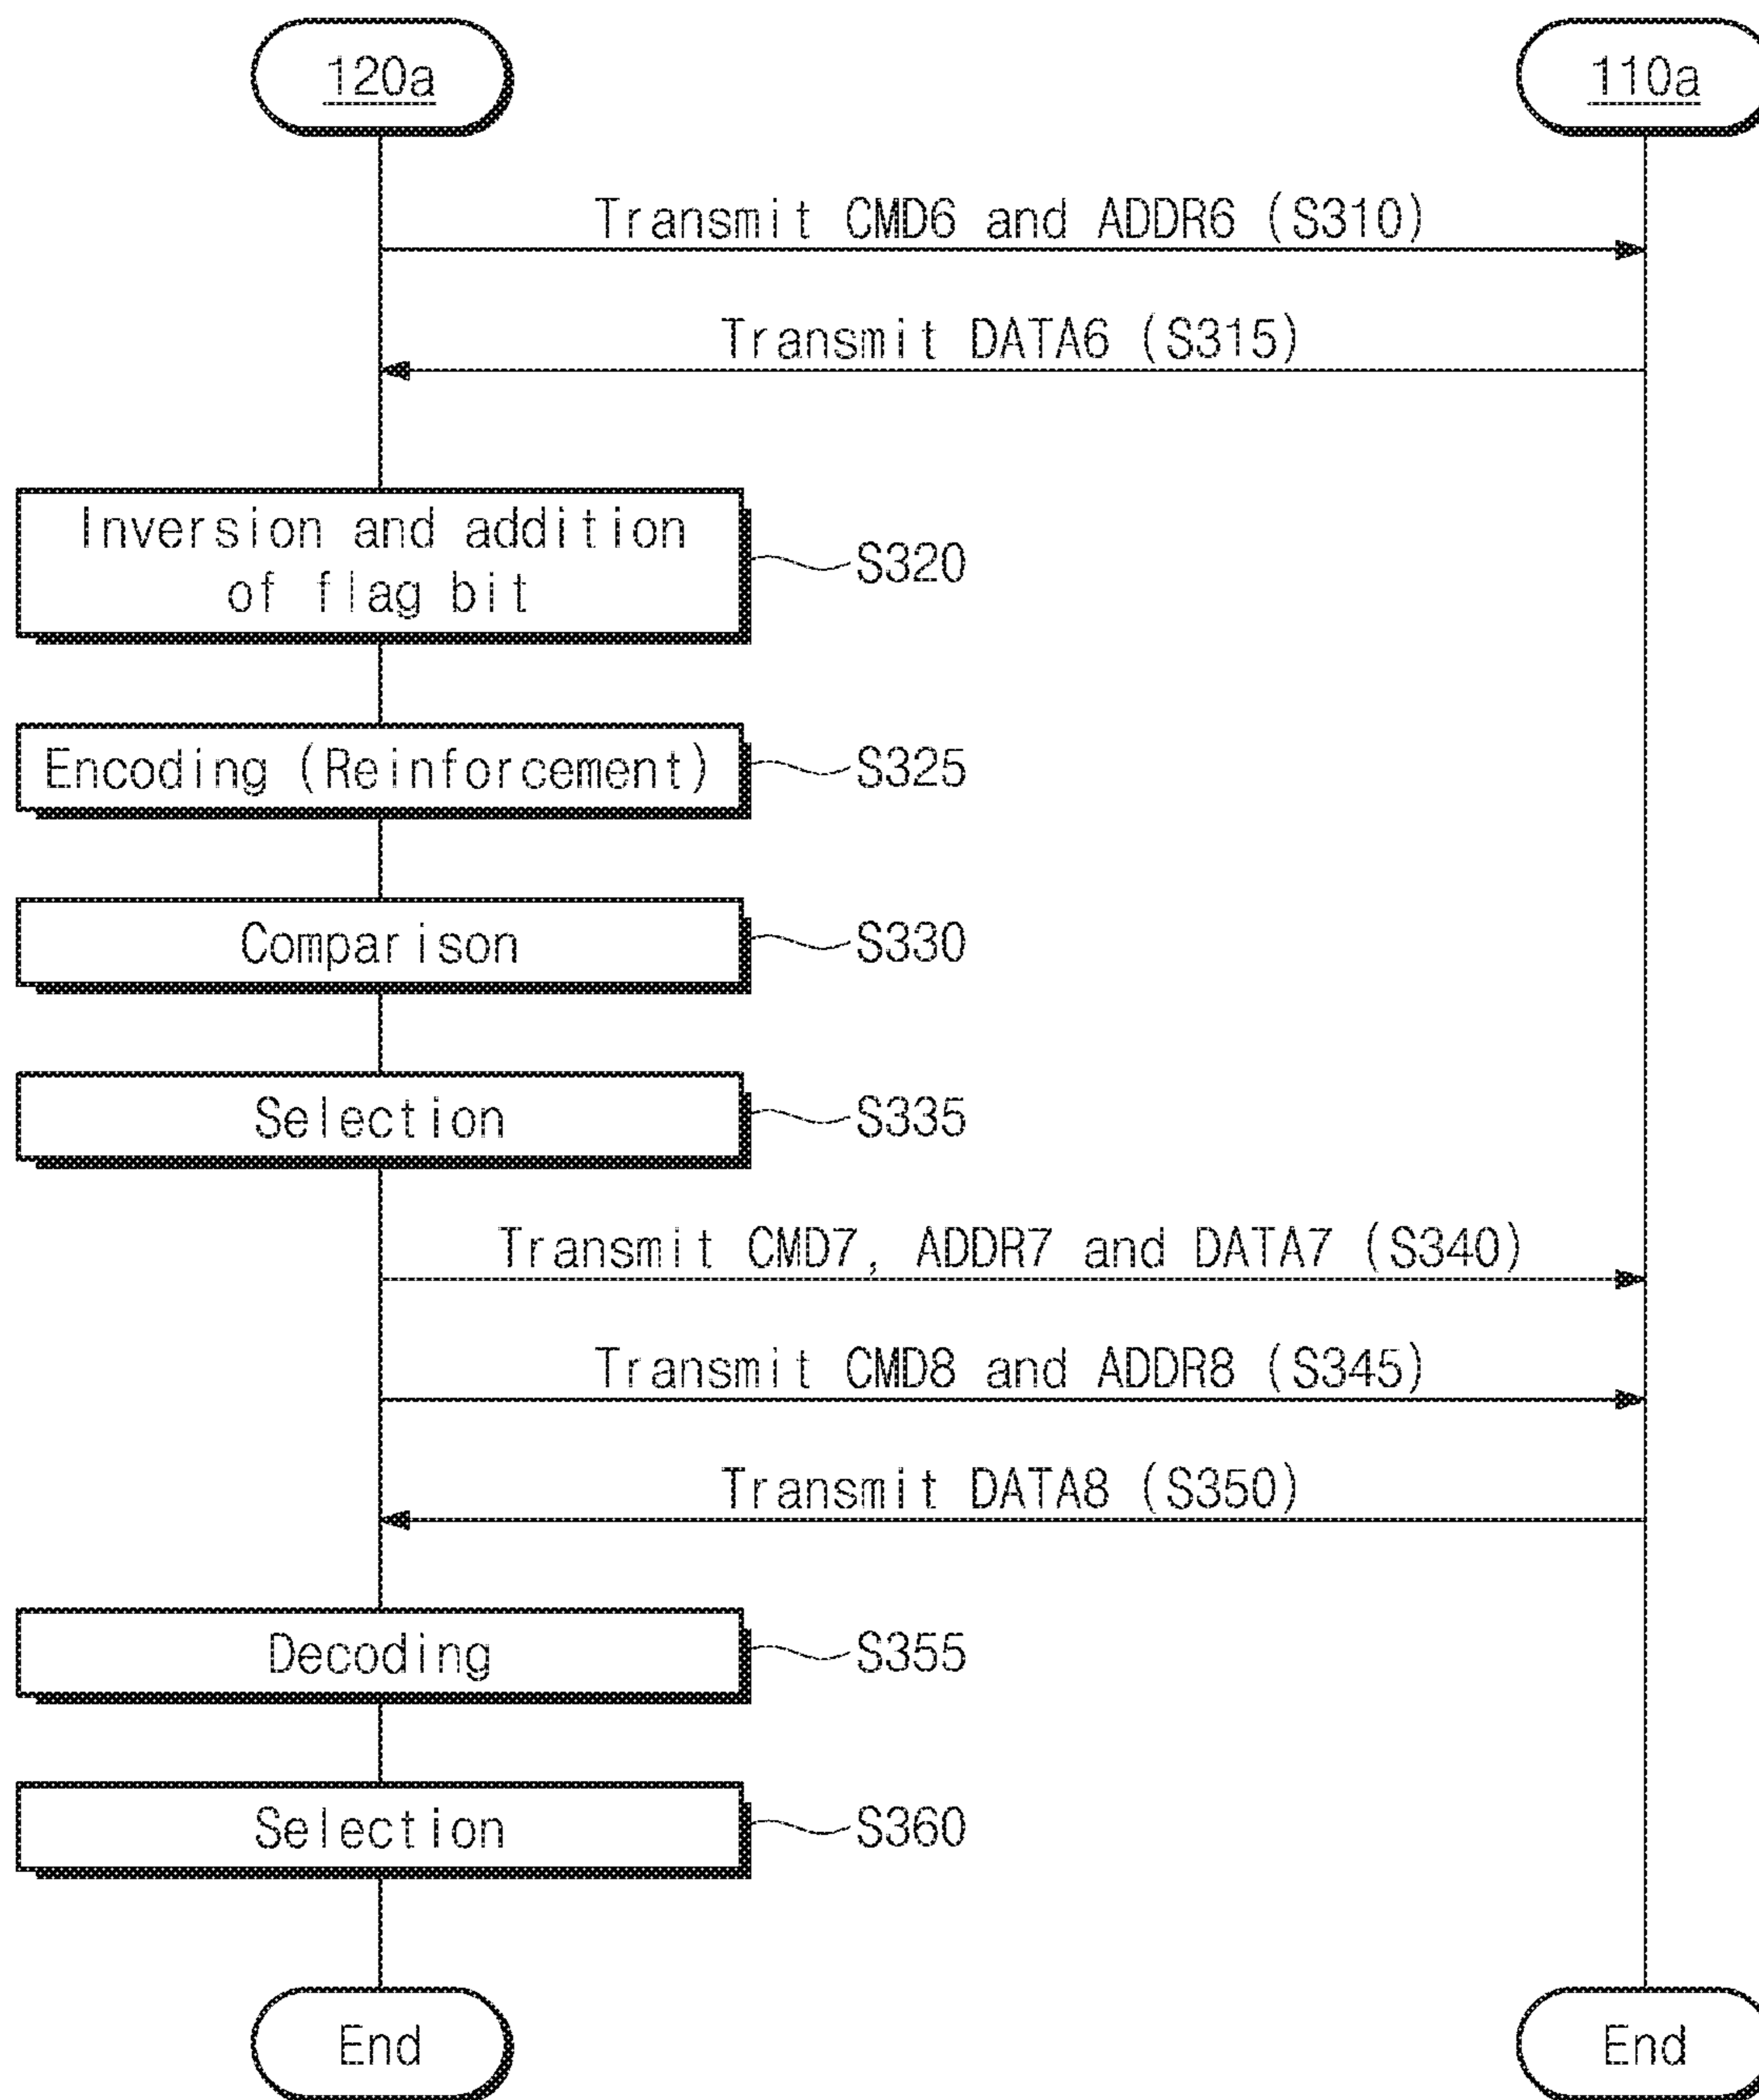 120a
110a
Transmit CMD6 and ADDR6 (S310)
Transmit DATA6 (S315)
Inversion and addition
of flag bit
S320
Encoding (Reinforcement)
S325
Comparison
S330
Selection
S335
Transmit CMD7, ADDR7 and DATA7 (S340)
Transmit CMD8 and ADDR8 (S345)
Transmit DATA8 (S350)
Decoding
S355
Selection
S360
End
End